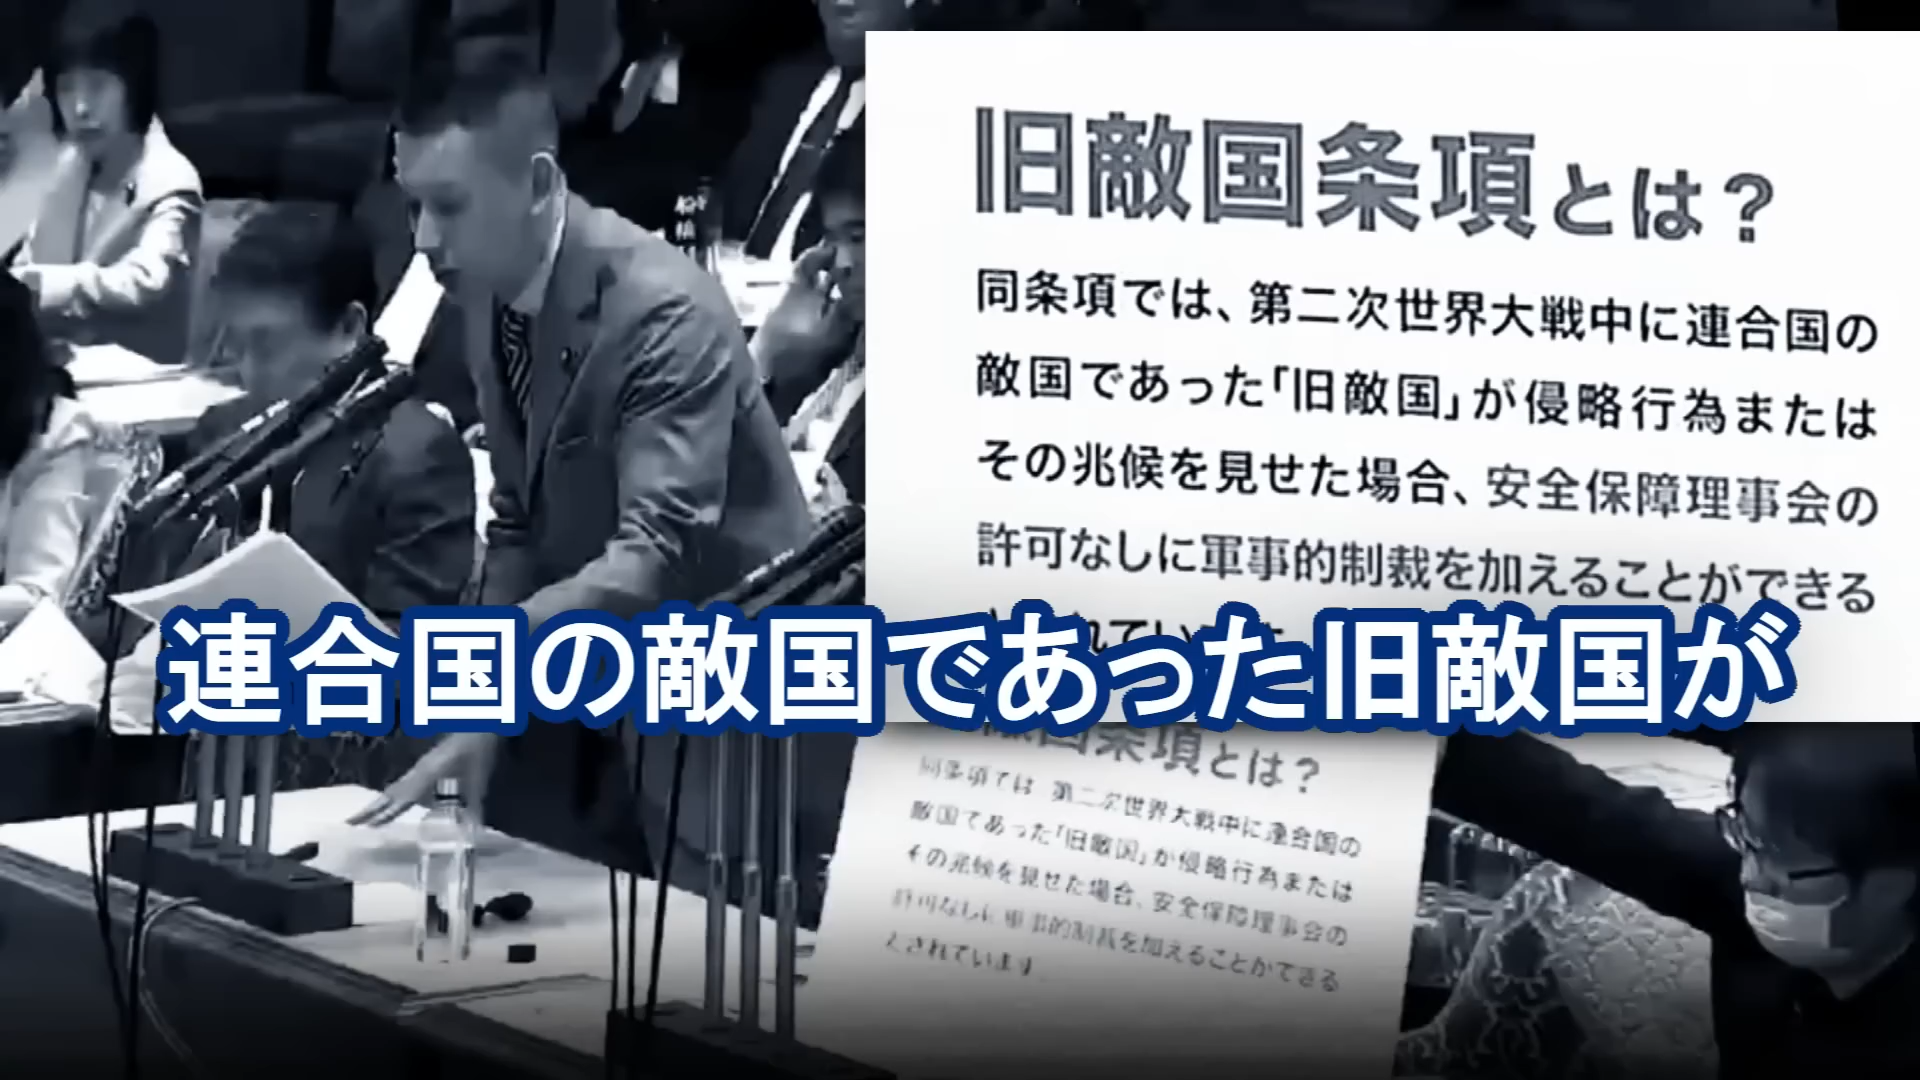 旧敵国条項とは?
同条項では、第二次世界大戦中に連合国の
敵国であった「旧敵国」が侵略行為または
その兆候を見せた場合、安全保障理事会の
許可なしに軍事的制裁を加えることができる
連合国の敵国であった旧敵国が
敵国条項とは?
同条項では、第二次世界大戦中に連合国の
敵国であった「旧敵国」が侵略行為または
その兆候を見せた場合、安全保障理事会の
許可なしに軍事的制裁を加えることができる
とされています。